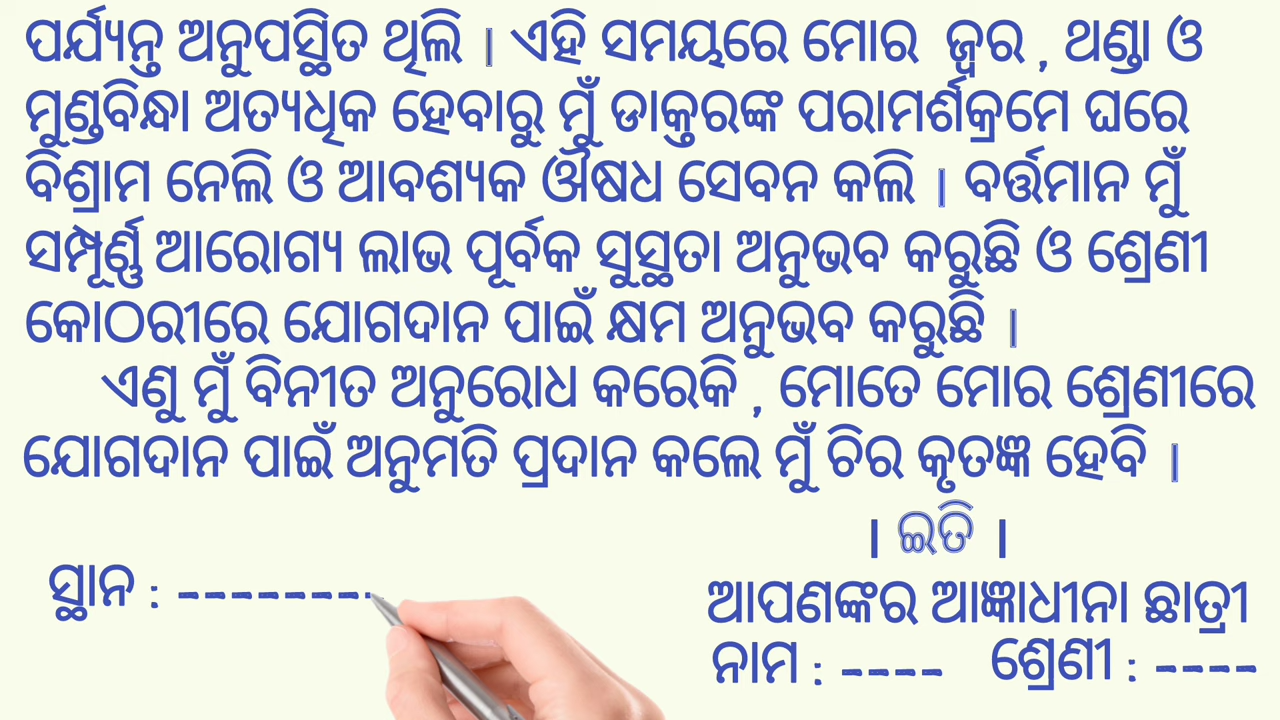 ପର୍ଯ୍ୟନ୍ତ ଅନୁପସ୍ଥିତ ଥିଲି । ଏହି ସମୟରେ ମୋର ଜ୍ୱର , ଥଣ୍ଡା ଓ
ମୁଣ୍ଡବିନ୍ଧା ଅତ୍ୟଧିକ ହେବାରୁ ମୁଁ ଡାକ୍ତରଙ୍କ ପରାମର୍ଶକ୍ରମେ ଘରେ
ବିଶ୍ରାମ ନେଲି ଓ ଆବଶ୍ୟକ ଔଷଧ ସେବନ କଲି । ବର୍ତ୍ତମାନ ମୁଁ
ସମ୍ପୂର୍ଣ୍ଣ ଆରୋଗ୍ୟ ଲାଭ ପୂର୍ବକ ସୁସ୍ଥତା ଅନୁଭବ କରୁଛି ଓ ଶ୍ରେଣୀ
କୋଠରୀରେ ଯୋଗଦାନ ପାଇଁ କ୍ଷମ ଅନୁଭବ କରୁଛି ।
ଏଣୁ ମୁଁ ବିନୀତ ଅନୁରୋଧ କରେକି , ମୋତେ ମୋର ଶ୍ରେଣୀରେ
ଯୋଗଦାନ ପାଇଁ ଅନୁମତି ପ୍ରଦାନ କଲେ ମୁଁ ଚିର କୃତଜ୍ଞ ହେବି ।
। ଇତି ।
ସ୍ଥାନ : --------
ଆପଣଙ୍କର ଆଜ୍ଞାଧୀନା ଛାତ୍ରୀ
ନାମ : ---- ଶ୍ରେଣୀ : ----